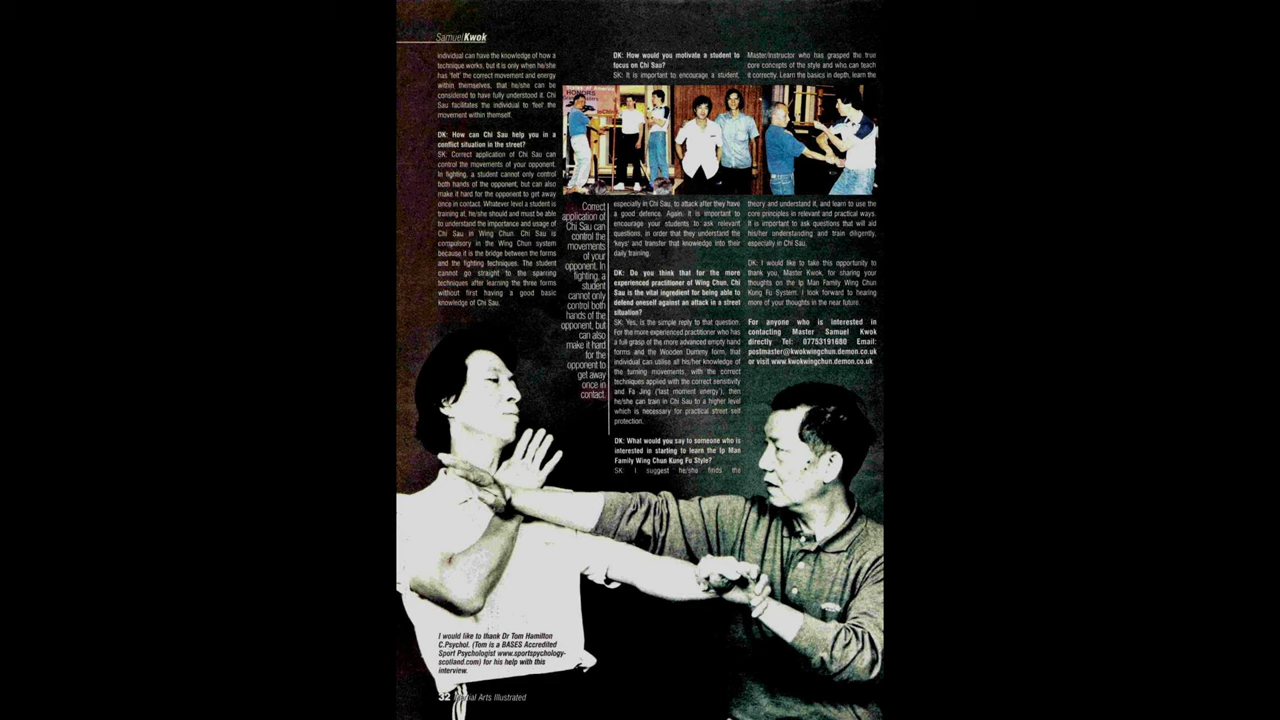 SamuelKwok
individual can have the knowledge of how a
technique works, but it is only when he/she
has 'felt' the correct movement and energy
within themselves, that he/she can be
considered to have fully understood it. Chi
Sau facilitates the individual to 'feel' the
movement within themself.
DK: How can Chi Sau help you in a
conflict situation in the street?
SK: Correct application of Chi Sau can
control the movements of your opponent.
In fighting, a student cannot only control
both hands of the opponent, but can also
make it hard for the opponent to get away
once in contact. Whatever level a student is
training at, he/she should and must be able
to understand the importance and usage of
Chi Sau in Wing Chun. Chi Sau is
compulsory in the Wing Chun system
because it is the bridge between the forms
and the fighting techniques. The student
cannot go straight to the sparring
techniques after learning the three forms
without first having a good basic
knowledge of Chi Sau.
Correct
application of
Chi Sau can
control the
movements
of your
opponent. In
fighting, a
student
cannot only
control both
hands of the
opponent, but
can also
make it hard
for the
opponent to
get away
once in
contact.
DK: How would you motivate a student to
focus on Chi Sau?
SK: It is important to encourage a student,
especially in Chi Sau, to attack after they have
a good defence. Again, it is important to
encourage your students to ask relevant
questions, in order that they understand the
'keys' and transfer that knowledge into their
daily training.
DK: Do you think that for the more
experienced practitioner of Wing Chun, Chi
Sau is the vital ingredient for being able to
defend oneself against an attack in a street
situation?
SK: Yes, is the simple reply to that question.
For the more experienced practitioner who has
a full grasp of the more advanced empty hand
forms and the Wooden Dummy form, that
individual can utilise all his/her knowledge of
the turning movements, with the correct
techniques applied with the correct sensitivity
and Fa Jing ('last moment energy'), then
he/she can train in Chi Sau to a higher level
which is necessary for practical street self
protection.
DK: What would you say to someone who is
interested in starting to learn the Ip Man
Family Wing Chun Kung Fu Style?
SK: I suggest he/she finds the
Master/Instructor who has grasped the true
core concepts of the style and who can teach
it correctly. Learn the basics in depth, learn the
theory and understand it, and learn to use the
core principles in relevant and practical ways.
It is important to ask questions that will aid
his/her understanding and train diligently,
especially in Chi Sau.
DK: I would like to take this opportunity to
thank you, Master Kwok, for sharing your
thoughts on the Ip Man Family Wing Chun
Kung Fu System. I look forward to hearing
more of your thoughts in the near future.
For anyone who is interested in
contacting Master Samuel Kwok
directly Tel: 07753191680 Email:
postmaster@kwokwingchun.demon.co.uk
or visit www.kwokwingchun.demon.co.uk
of America
HONORS
I would like to thank Dr Tom Hamilton
C.Psychol. (Tom is a BASES Accredited
Sport Psychologist www.sportspychology-
scotland.com) for his help with this
interview.
32 Martial Arts Illustrated